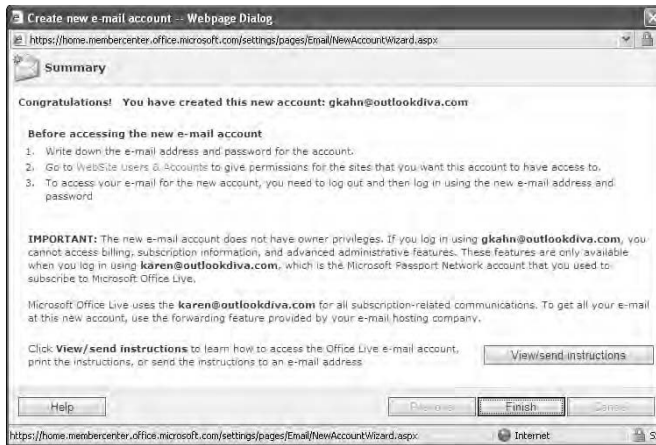 Create new e-mail account -- Webpage Dialog
https://home.membercenter.office.microsoft.com/settings/pages/Email/NewAccountWizard.aspx
Summary
Congratulations! You have created this new account: gkahn@outlookdiva.com
Before accessing the new e-mail account
1. Write down the e-mail address and password for the account.
2. Go to WebSite Users & Accounts to give permissions for the sites that you want this account to have access to.
3. To access your e-mail for the new account, you need to log out and then log in using the new e-mail address and
password
IMPORTANT: The new e-mail account does not have owner privileges. If you log in using gkahn@outlookdiva.com, you
cannot access billing, subscription information, and advanced administrative features. These features are only available
when you log in using karen@outlookdiva.com, which is the Microsoft Passport Network account that you used to
subscribe to Microsoft Office Live.
Microsoft Office Live uses the karen@outlookdiva.com for all subscription-related communications. To get all your e-mail
at this new account, use the forwarding feature provided by your e-mail hosting company.
Click View/send instructions to learn how to access the Office Live e-mail account,
print the instructions, or send the instructions to an e-mail address
View/send instructions
Help
Previous
Finish
Cancel
https://home.membercenter.office.microsoft.com/settings/pages/Email/NewAccountWizard.aspx
Internet
S